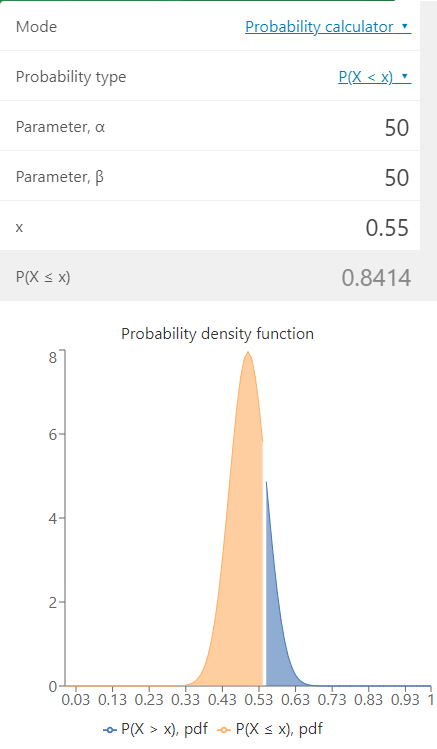 Mode Probability calculator
Probability type P(X < x)
Parameter, α 50
Parameter, β 50
x 0.55
P(X ≤ x) 0.8414
Probability density function
8
6
4
2
0
0.03 0.13 0.23 0.33 0.43 0.53 0.63 0.73 0.83 0.93 1
P(X > x), pdf P(X ≤ x), pdf